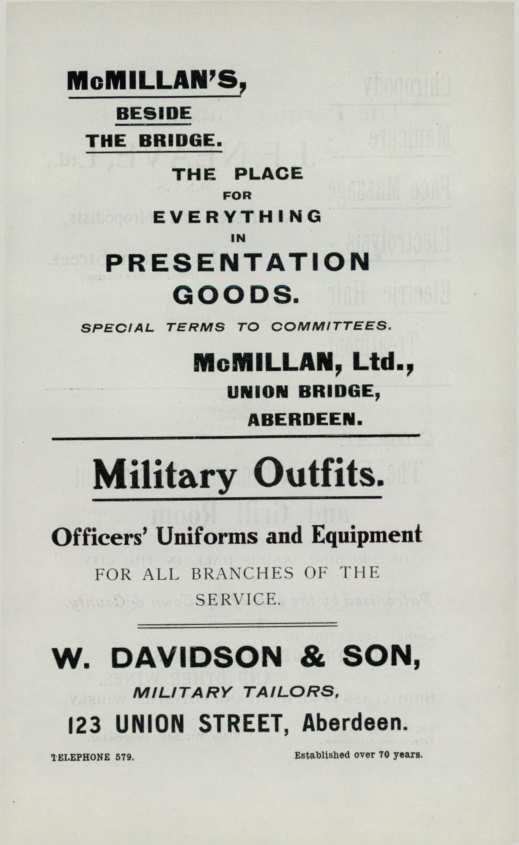 McMILLAN'S,
BESIDE
THE BRIDGE.
THE PLACE
FOR
EVERYTHING
IN
PRESENTATION
GOODS.
SPECIAL TERMS TO COMMITTEES.
McMILLAN, Ltd.,
UNION BRIDGE,
ABERDEEN.
Military Outfits.
Officers' Uniforms and Equipment
FOR ALL BRANCHES OF THE
SERVICE.
W. DAVIDSON & SON,
MILITARY TAILORS,
123 UNION STREET, Aberdeen.
TELEPHONE 579. Established over 70 years.